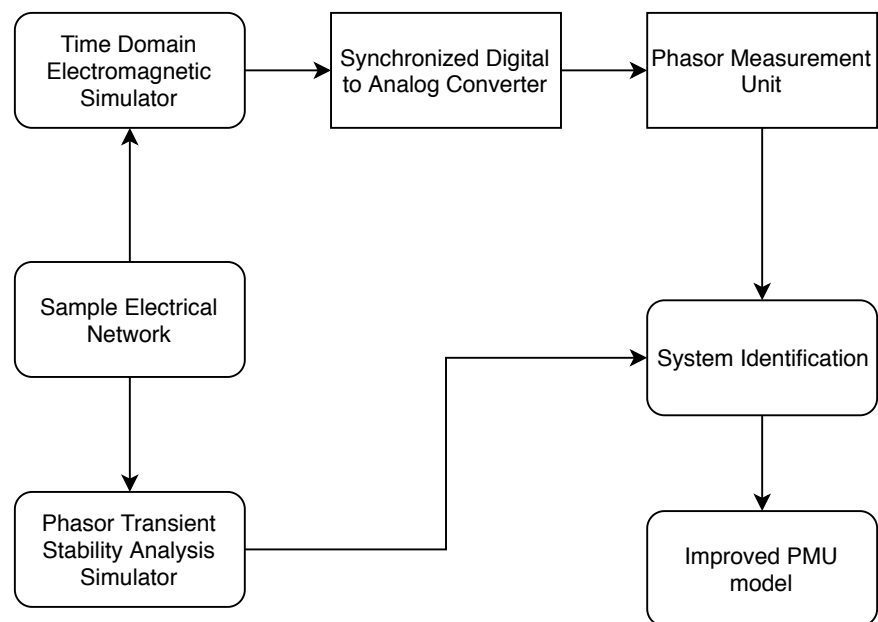 Time Domain
Electromagnetic
Simulator
Synchronized Digital
to Analog Converter
Phasor Measurement
Unit
Sample Electrical
Network
System Identification
Phasor Transient
Stability Analysis
Simulator
Improved PMU
model